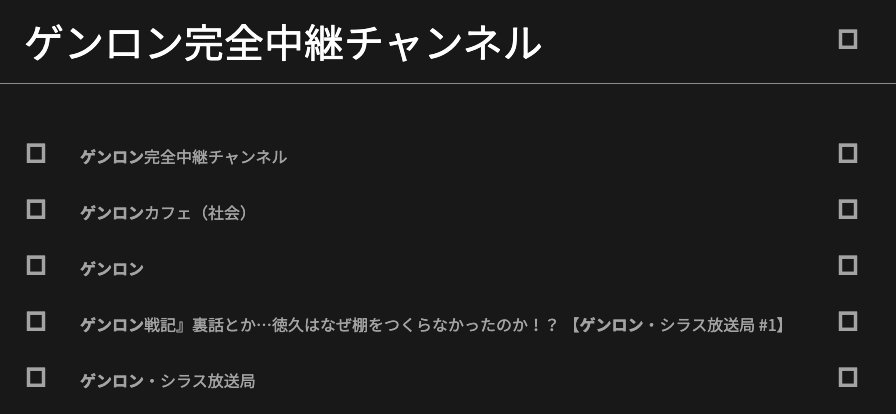 ゲンロン完全中継チャンネル
ゲンロン完全中継チャンネル
ゲンロンカフェ（社会）
ゲンロン
ゲンロン戦記』裏話とか…徳久はなぜ棚をつくらなかったのか！？ 【ゲンロン・シラス放送局 #1】
ゲンロン・シラス放送局